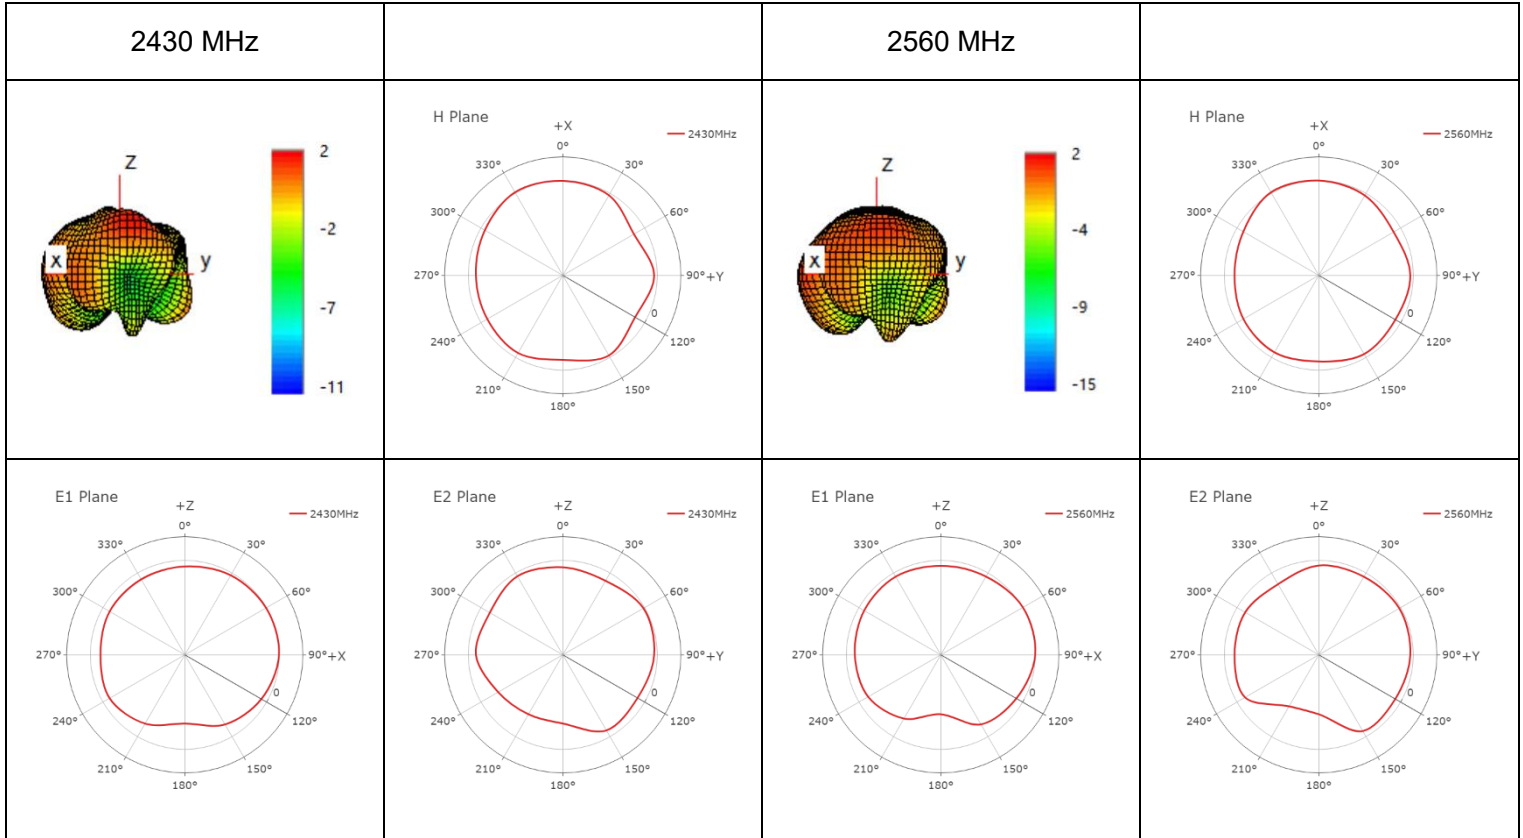 2430 MHz
2560 MHz
Z
x
y
2
-2
-7
-11
H Plane
+X
0°
2430MHz
330°
30°
300°
60°
270°
90°+Y
0
240°
120°
210°
150°
180°
Z
x
y
2
-4
-9
-15
H Plane
+X
0°
2560MHz
330°
30°
300°
60°
270°
90°+Y
0
240°
120°
210°
150°
180°
E1 Plane
+Z
0°
2430MHz
330°
30°
300°
60°
270°
90°+X
0
240°
120°
210°
150°
180°
E2 Plane
+Z
0°
2430MHz
330°
30°
300°
60°
270°
90°+Y
0
240°
120°
210°
150°
180°
E1 Plane
+Z
0°
2560MHz
330°
30°
300°
60°
270°
90°+X
0
240°
120°
210°
150°
180°
E2 Plane
+Z
0°
2560MHz
330°
30°
300°
60°
270°
90°+Y
0
240°
120°
210°
150°
180°